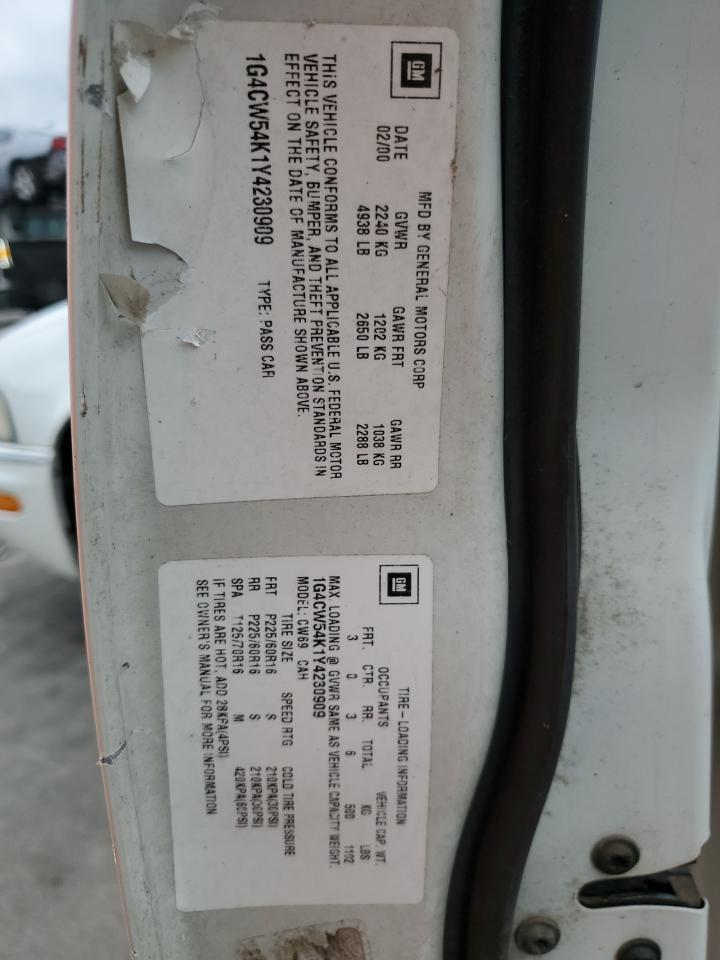 GM
MFD BY GENERAL MOTORS CORP
DATE GVWR GAWR FRT GAWR RR
02/00 2240 KG 1202 KG 1038 KG
4938 LB 2650 LB 2288 LB
THIS VEHICLE CONFORMS TO ALL APPLICABLE U.S. FEDERAL MOTOR
VEHICLE SAFETY, BUMPER, AND THEFT PREVENTION STANDARDS IN
EFFECT ON THE DATE OF MANUFACTURE SHOWN ABOVE.
1G4CW54K1Y4230909 TYPE: PASS CAR
GM
TIRE-LOADING INFORMATION
OCCUPANTS VEHICLE CAP. WT.
FRT. CTR. RR. TOTAL KG LBS
3 0 3 6 500 1102
MAX. LOADING @ GVWR SAME AS VEHICLE CAPACITY WEIGHT.
1G4CW54K1Y4230909
MODEL: CW69 CAH
TIRE SIZE SPEED RTG COLD TIRE PRESSURE
FRT P225/60R16 S 210KPA(30PSI)
RR P225/60R16 S 210KPA(30PSI)
SPA T125/70R16 M 420KPA(60PSI)
IF TIRES ARE HOT, ADD 28KPA(4PSI)
SEE OWNER'S MANUAL FOR MORE INFORMATION